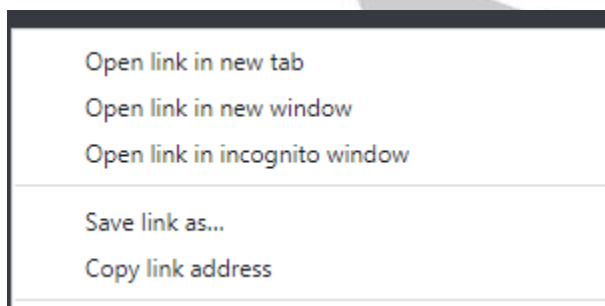 Open link in new tab
Open link in new window
Open link in incognito window
Save link as...
Copy link address